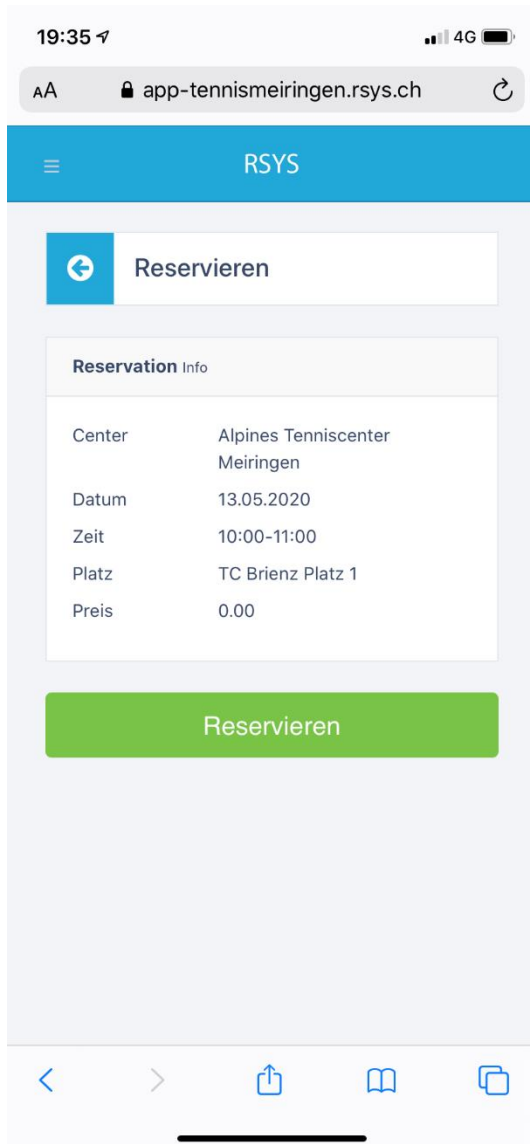 19:35
4G
AA app-tennismeiringen.rsys.ch
RSYS
Reservieren
Reservation Info
Center Alpines Tenniscenter
Meiringen
Datum 13.05.2020
Zeit 10:00-11:00
Platz TC Brienz Platz 1
Preis 0.00
Reservieren